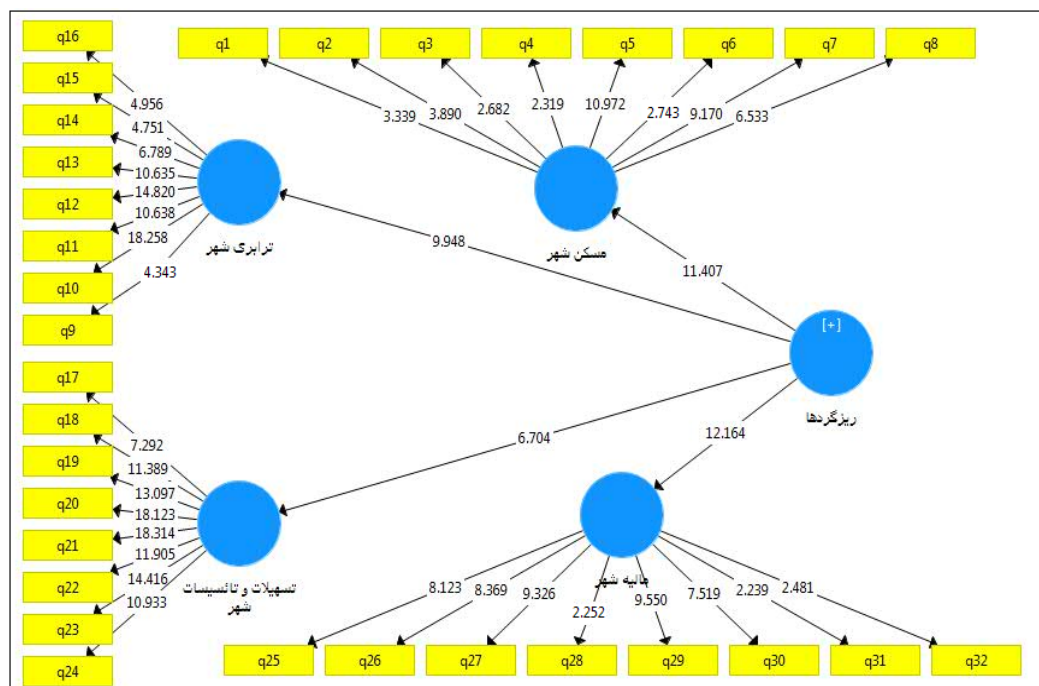 q16
q15
q14
q13
q12
q11
q10
q9
q1 q2 q3 q4 q5 q6 q7 q8
4.956
4.751
6.789
10.635
14.820
10.638
18.258
4.343
3.339 3.890 2.682 2.319 10.972 2.743 9.170 6.533
ترابری شهر
مسکن شهر
9.948
11.407
[+]
ریزگردها
6.704
12.164
q17
q18
q19
q20
q21
q22
q23
q24
7.292
11.389
13.097
18.123
18.314
11.905
14.416
10.933
تسهیلات و تائسیسات
شهر
مالیه شهر
8.123 8.369 9.326 2.252 9.550 7.519 2.239 2.481
q25 q26 q27 q28 q29 q30 q31 q32